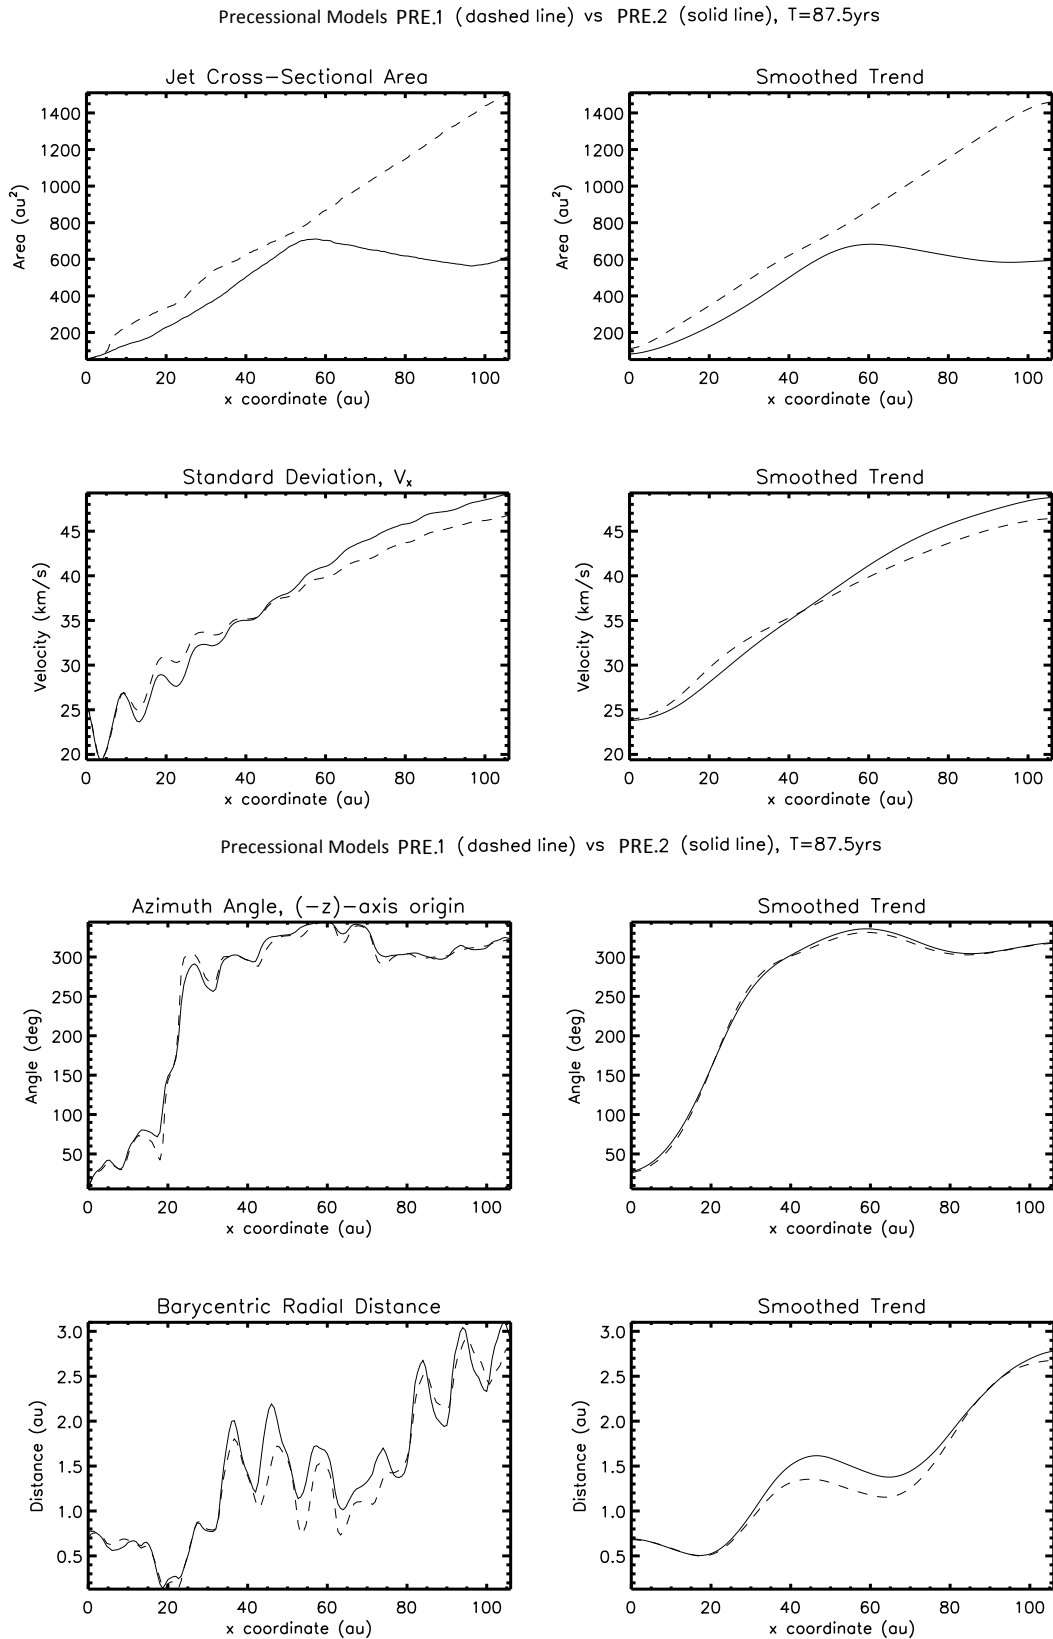 Precessional Models PRE.1 (dashed line) vs PRE.2 (solid line), T=87.5yrs
Jet Cross-Sectional Area
Smoothed Trend
Area (au²)
1400
1200
1000
800
600
400
200
0 20 40 60 80 100
x coordinate (au)
Area (au²)
1400
1200
1000
800
600
400
200
0 20 40 60 80 100
x coordinate (au)
Standard Deviation, Vₓ
Smoothed Trend
Velocity (km/s)
45
40
35
30
25
20
0 20 40 60 80 100
x coordinate (au)
Velocity (km/s)
45
40
35
30
25
20
0 20 40 60 80 100
x coordinate (au)
Precessional Models PRE.1 (dashed line) vs PRE.2 (solid line), T=87.5yrs
Azimuth Angle, (-z)-axis origin
Smoothed Trend
Angle (deg)
300
250
200
150
100
50
0 20 40 60 80 100
x coordinate (au)
Angle (deg)
300
250
200
150
100
50
0 20 40 60 80 100
x coordinate (au)
Barycentric Radial Distance
Smoothed Trend
Distance (au)
3.0
2.5
2.0
1.5
1.0
0.5
0 20 40 60 80 100
x coordinate (au)
Distance (au)
3.0
2.5
2.0
1.5
1.0
0.5
0 20 40 60 80 100
x coordinate (au)